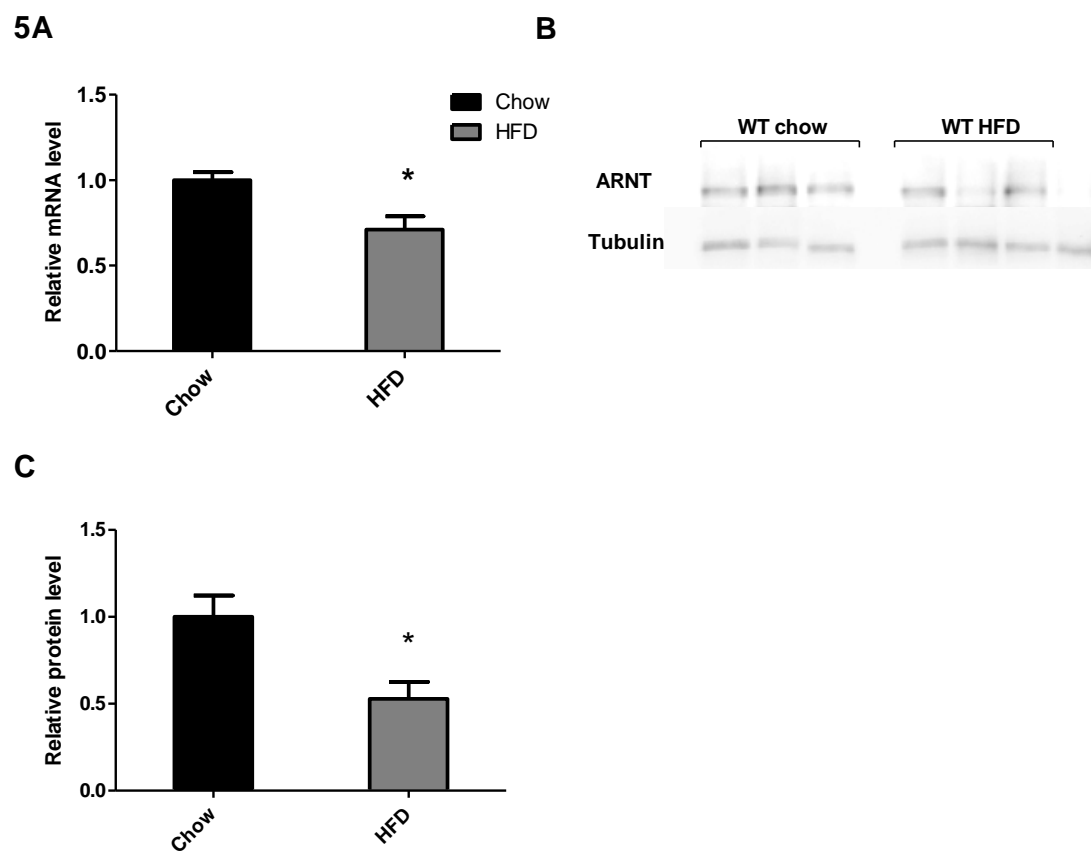 5A
B
1.5
1.0
0.5
0.0
Relative mRNA level
Chow
HFD
*
Chow
HFD
WT chow
WT HFD
ARNT
Tubulin
C
1.5
1.0
0.5
0.0
Relative protein level
*
Chow
HFD